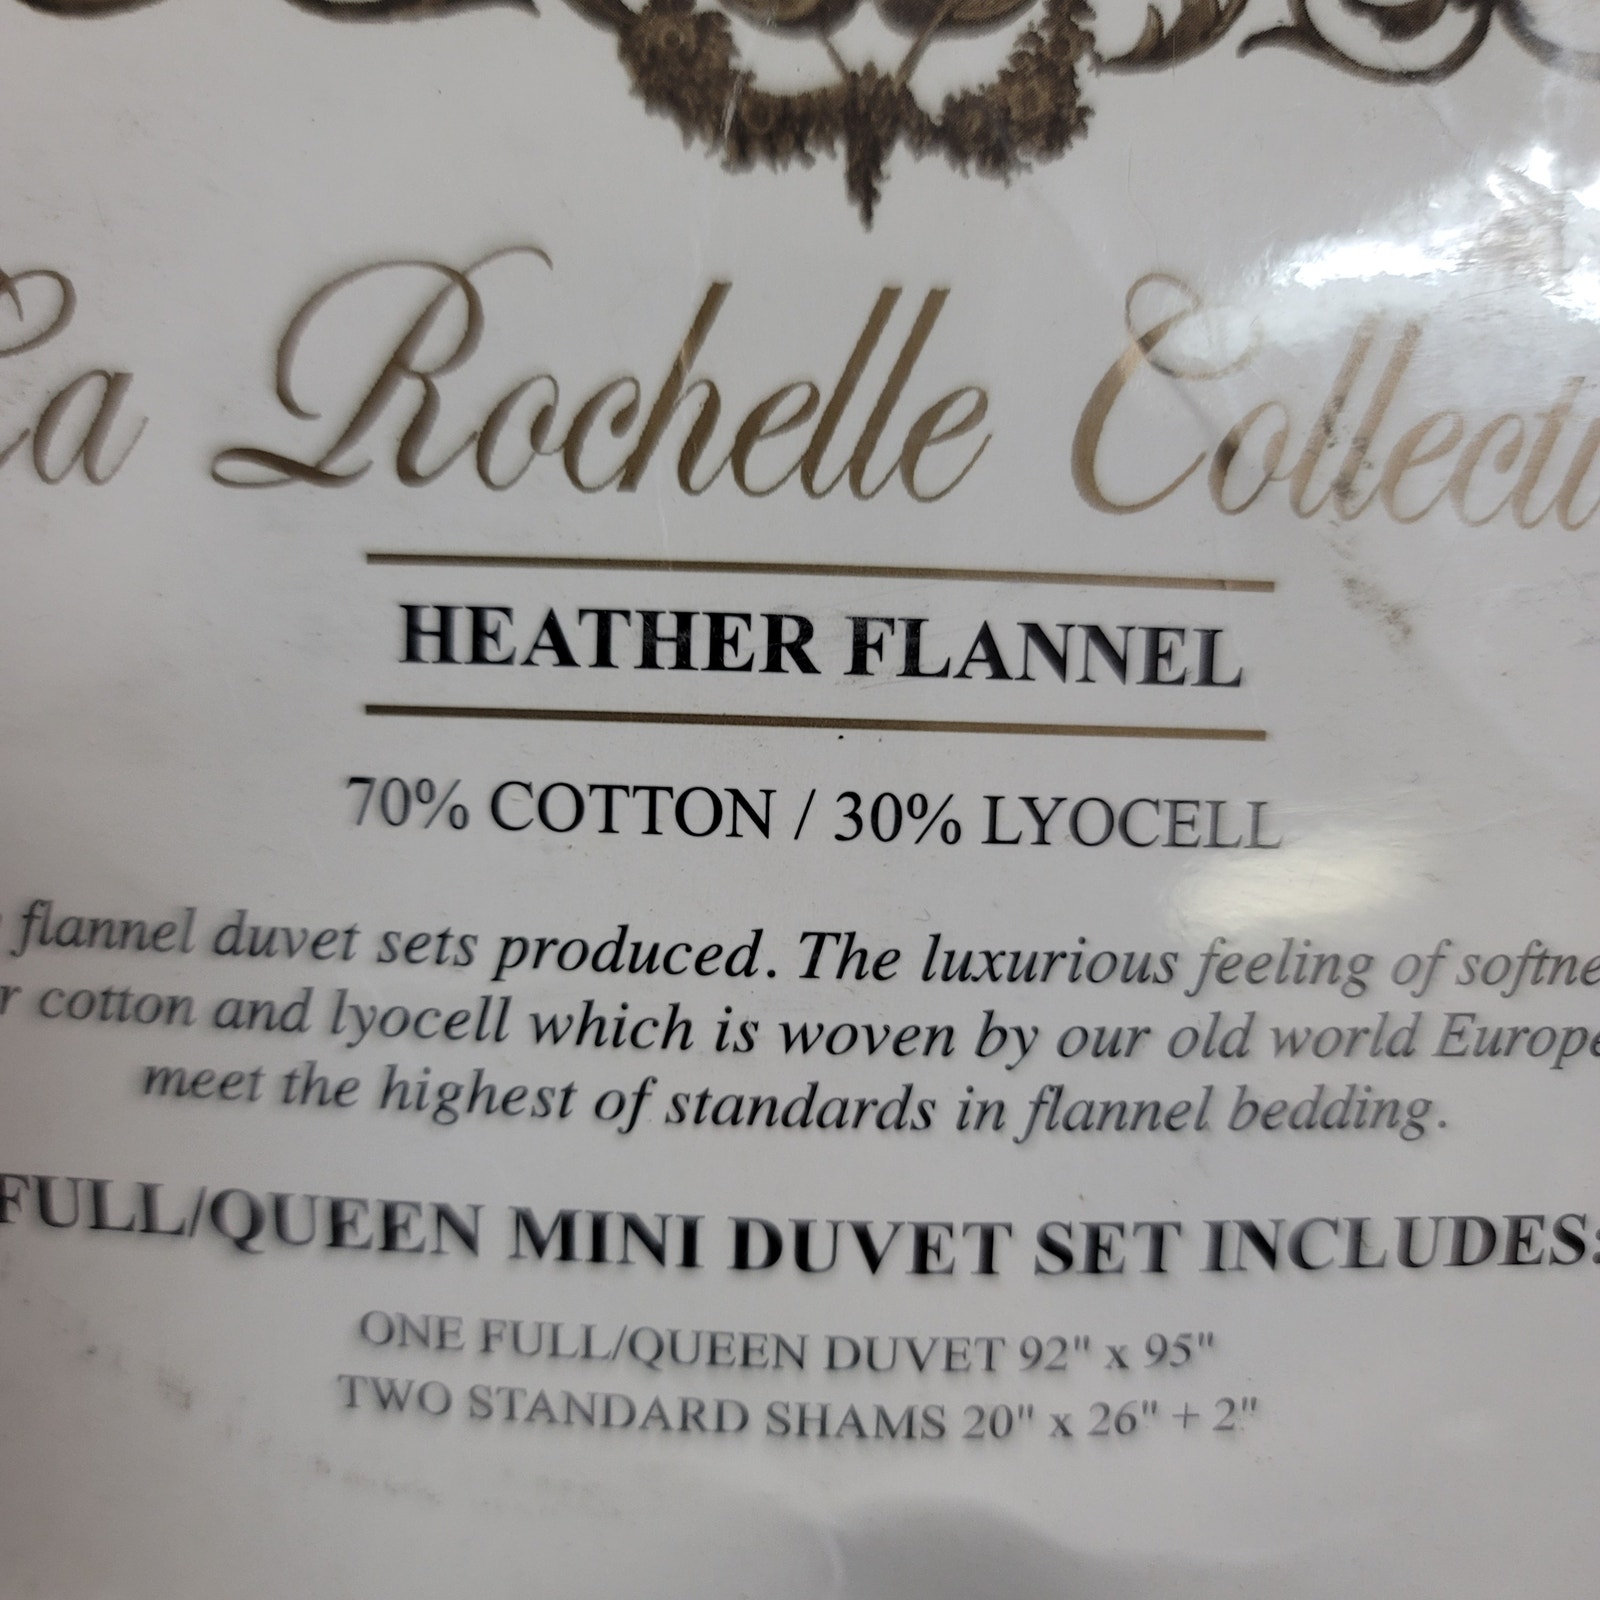 La Rochelle Collecti
HEATHER FLANNEL
70% COTTON / 30% LYOCELL
flannel duvet sets produced. The luxurious feeling of softne
r cotton and lyocell which is woven by our old world Europe
meet the highest of standards in flannel bedding.
FULL/QUEEN MINI DUVET SET INCLUDES:
ONE FULL/QUEEN DUVET 92" x 95"
TWO STANDARD SHAMS 20" x 26" + 2"